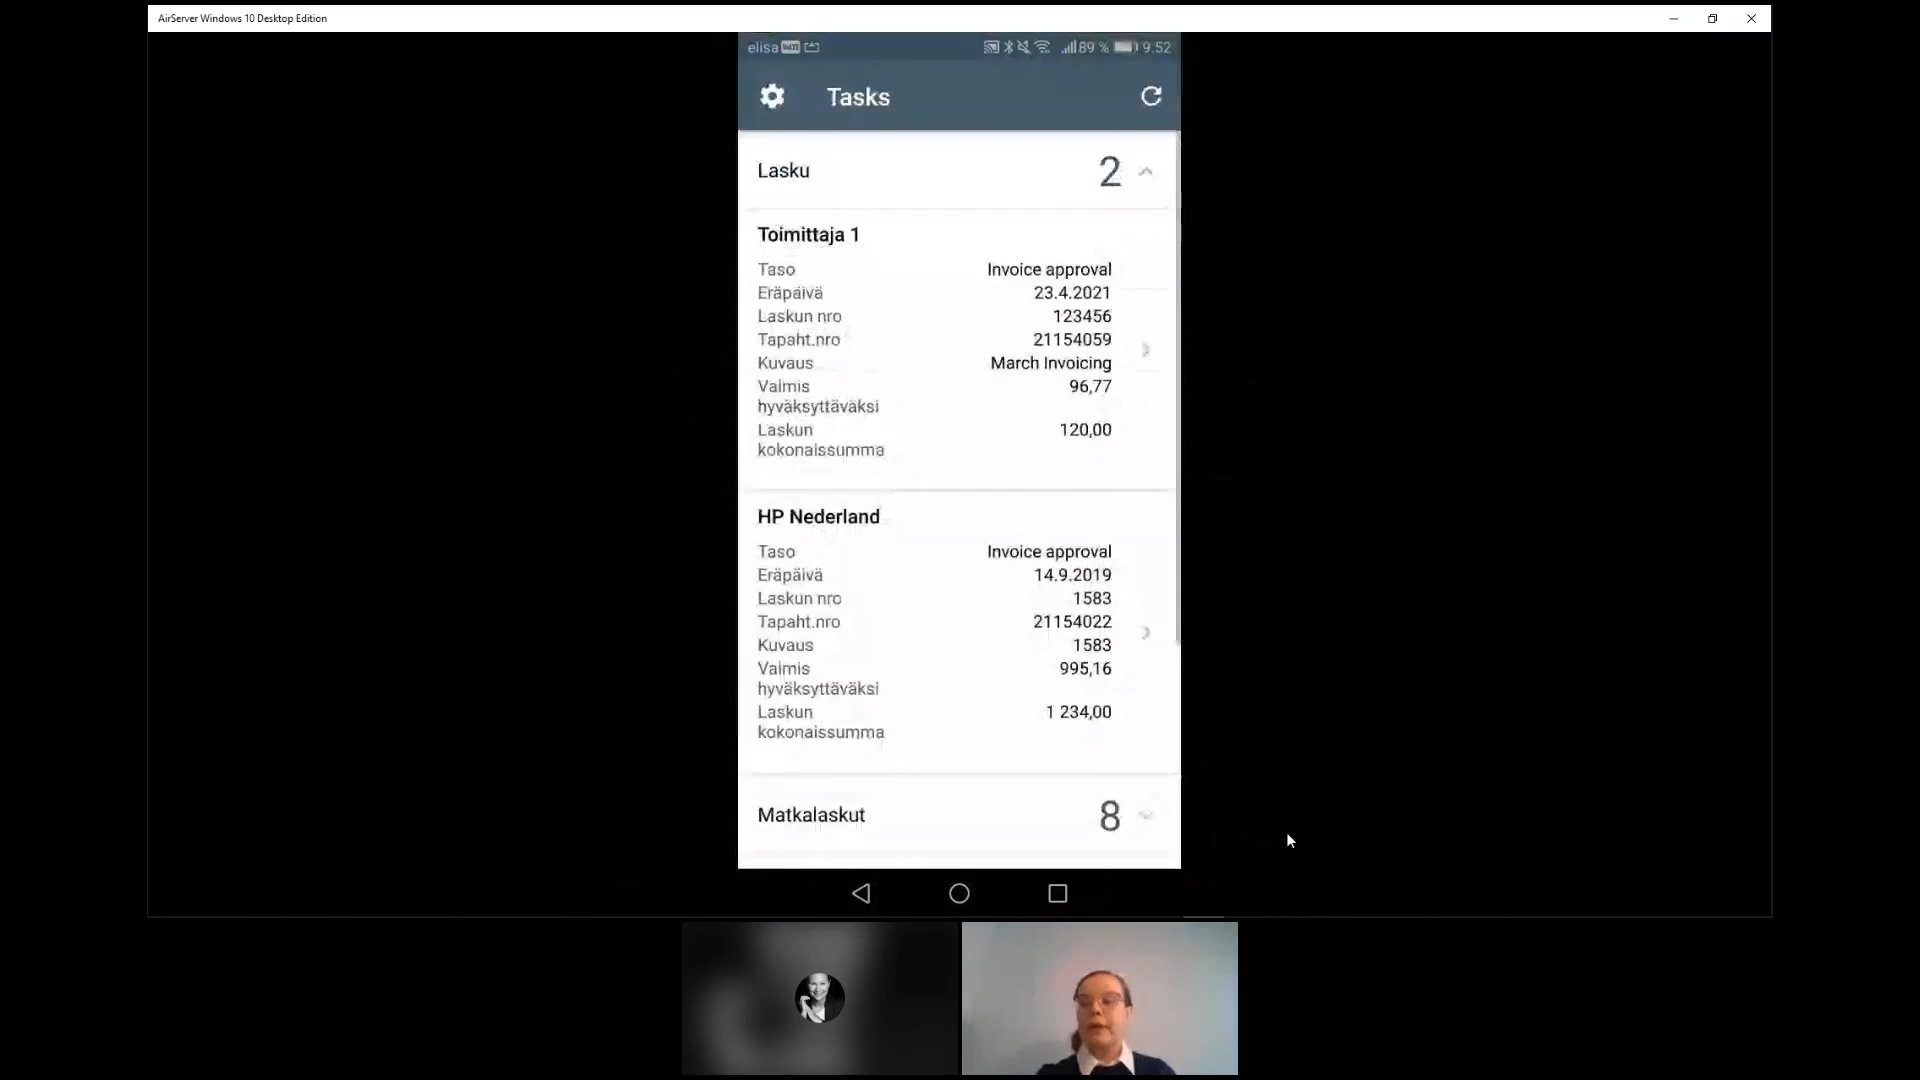 AirServer Windows 10 Desktop Edition
elisa 89 % 9.52
Tasks
Lasku 2
Toimittaja 1
Taso Invoice approval
Eräpäivä 23.4.2021
Laskun nro 123456
Tapaht.nro 21154059
Kuvaus March Invoicing
Valmis 96,77
hyväksyttäväksi
Laskun 120,00
kokonaissumma
HP Nederland
Taso Invoice approval
Eräpäivä 14.9.2019
Laskun nro 1583
Tapaht.nro 21154022
Kuvaus 1583
Valmis 995,16
hyväksyttäväksi
Laskun 1 234,00
kokonaissumma
Matkalaskut 8